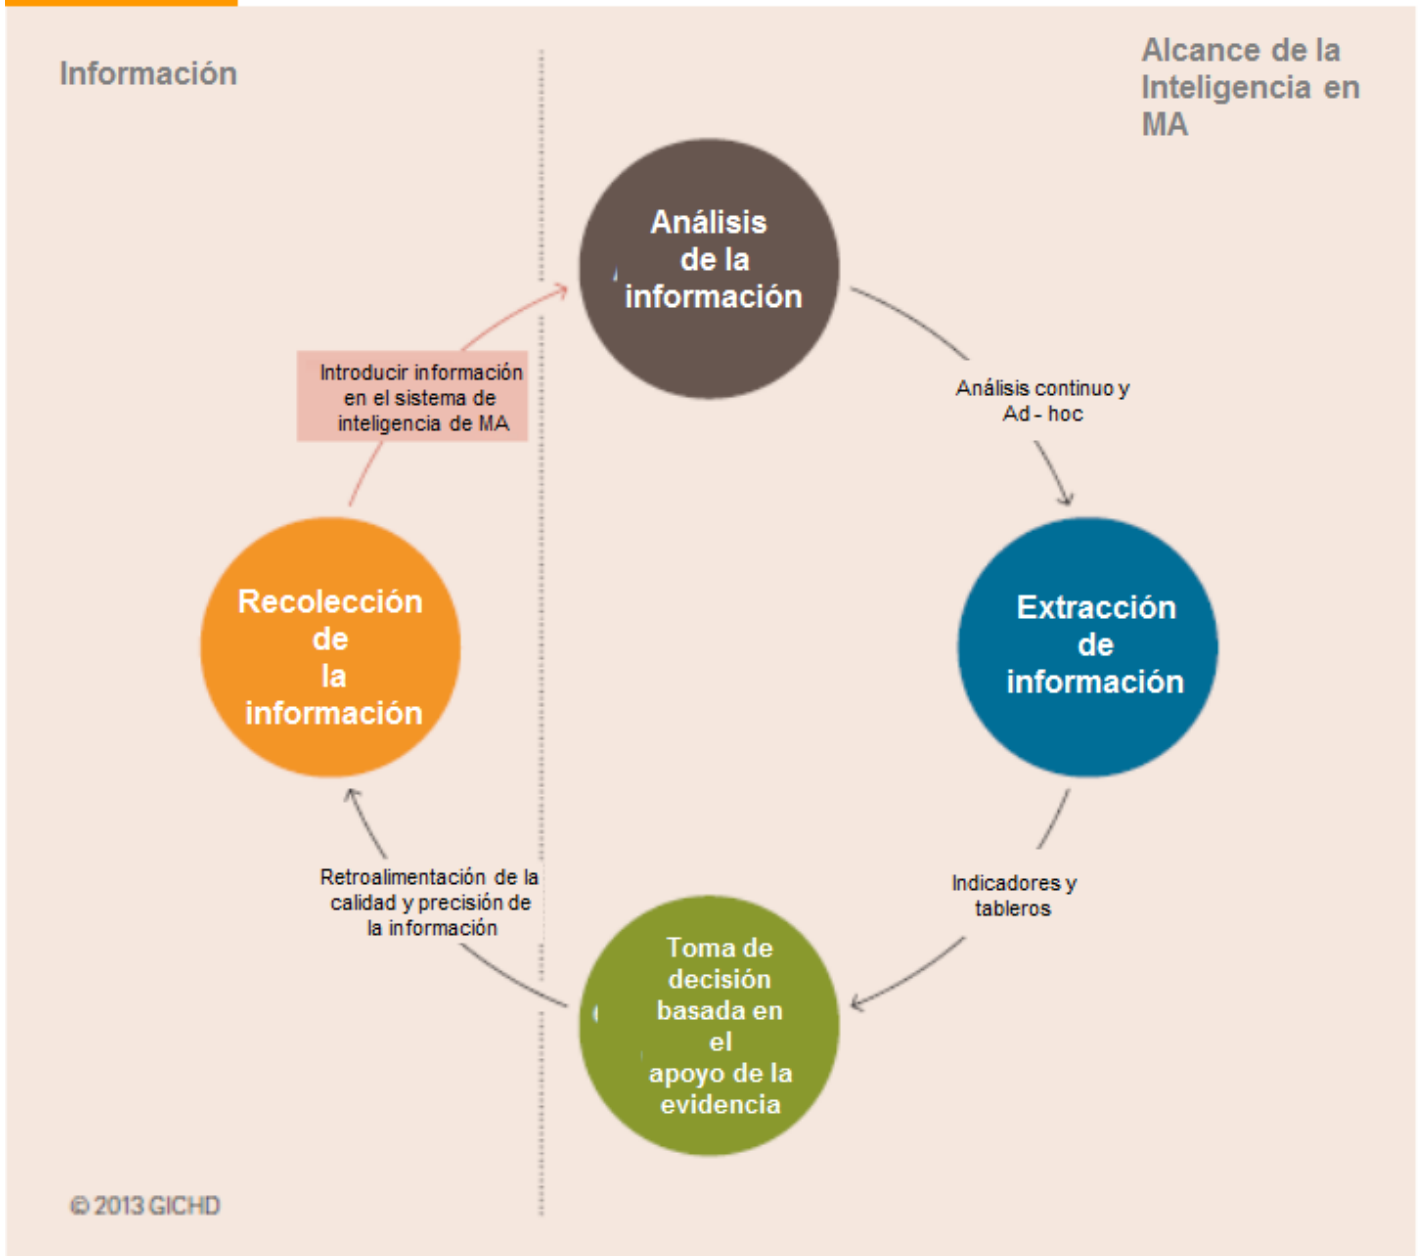 Información
Alcance de la
Inteligencia en
MA
Análisis
de la
información
Introducir información
en el sistema de
inteligencia de MA
Análisis continuo y
Ad - hoc
Recolección
de
la
información
Extracción
de
información
Retroalimentación de la
calidad y precisión de
la información
Indicadores y
tableros
Toma de
decisión
basada en
el
apoyo de la
evidencia
© 2013 GICHD